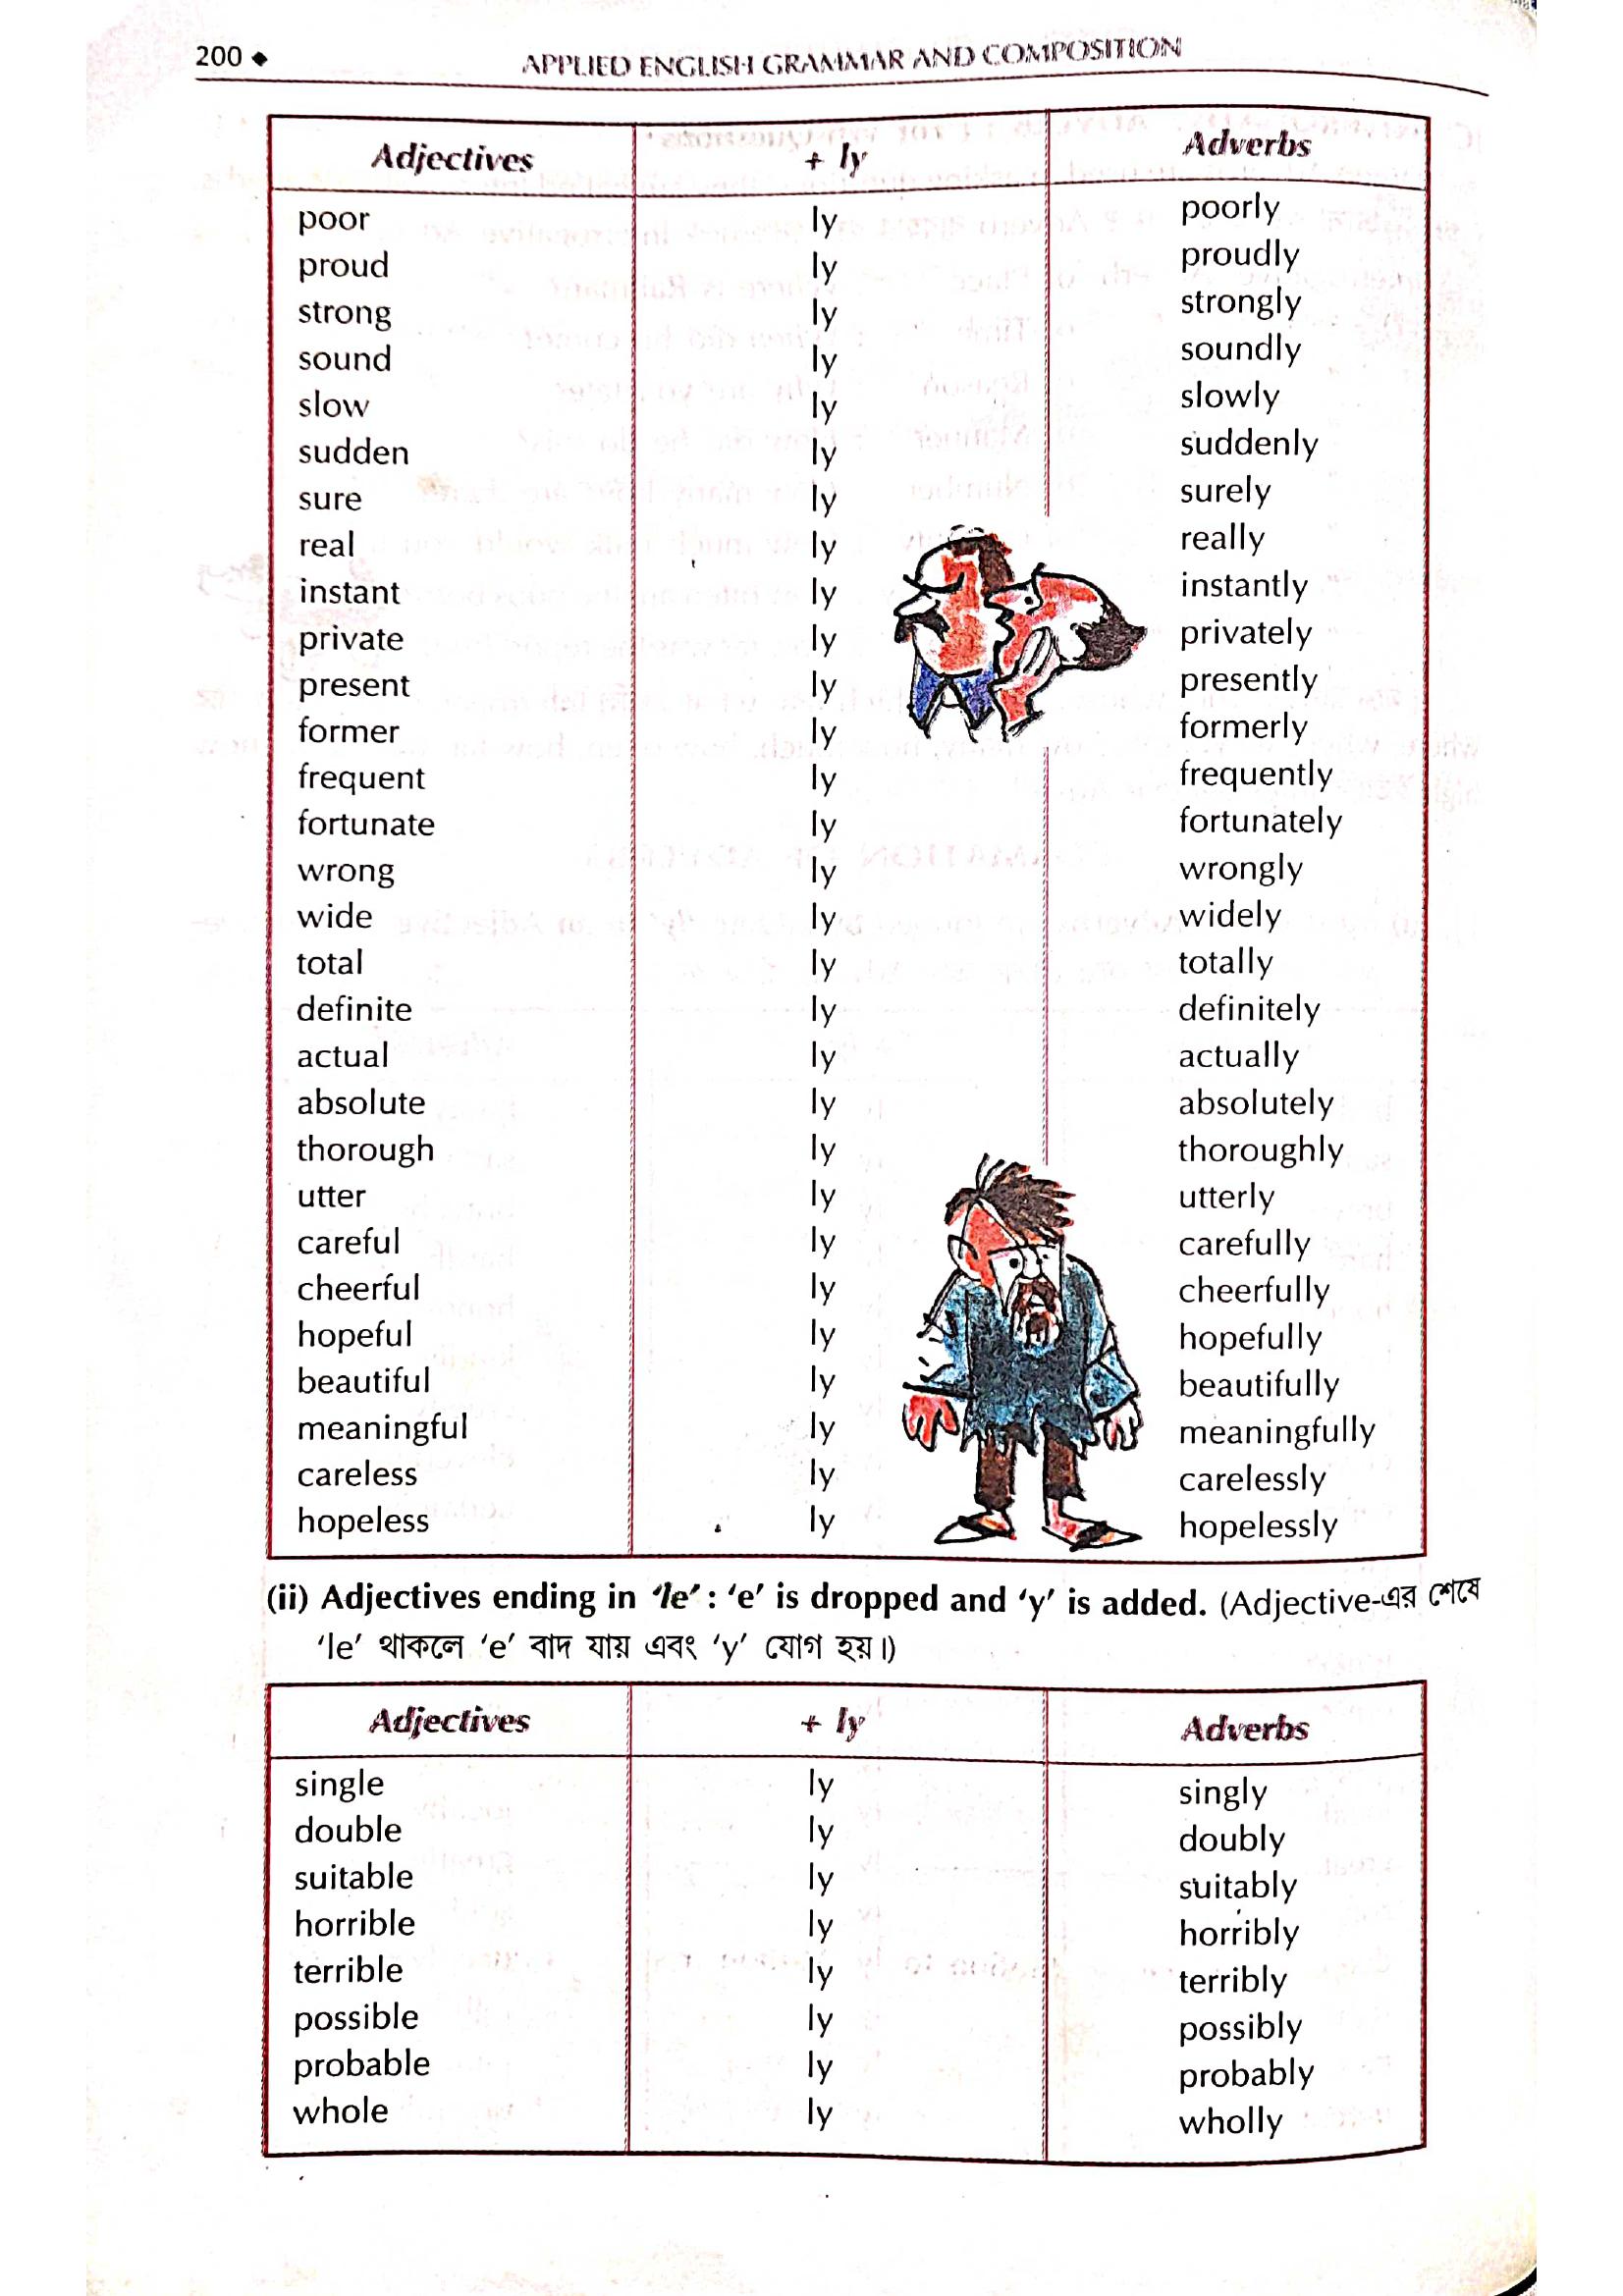 200 ◆ APPLIED ENGLISH GRAMMAR AND COMPOSITION
Adjectives + ly Adverbs
poor ly poorly
proud ly proudly
strong ly strongly
sound ly soundly
slow ly slowly
sudden ly suddenly
sure ly surely
real ly really
instant ly instantly
private ly privately
present ly presently
former ly formerly
frequent ly frequently
fortunate ly fortunately
wrong ly wrongly
wide ly widely
total ly totally
definite ly definitely
actual ly actually
absolute ly absolutely
thorough ly thoroughly
utter ly utterly
careful ly carefully
cheerful ly cheerfully
hopeful ly hopefully
beautiful ly beautifully
meaningful ly meaningfully
careless ly carelessly
hopeless ly hopelessly
(ii) Adjectives ending in ‘le’ : ‘e’ is dropped and ‘y’ is added. (Adjective-এর শেষে
‘le’ থাকলে ‘e’ বাদ যায় এবং ‘y’ যোগ হয়।)
Adjectives + ly Adverbs
single ly singly
double ly doubly
suitable ly suitably
horrible ly horribly
terrible ly terribly
possible ly possibly
probable ly probably
whole ly wholly